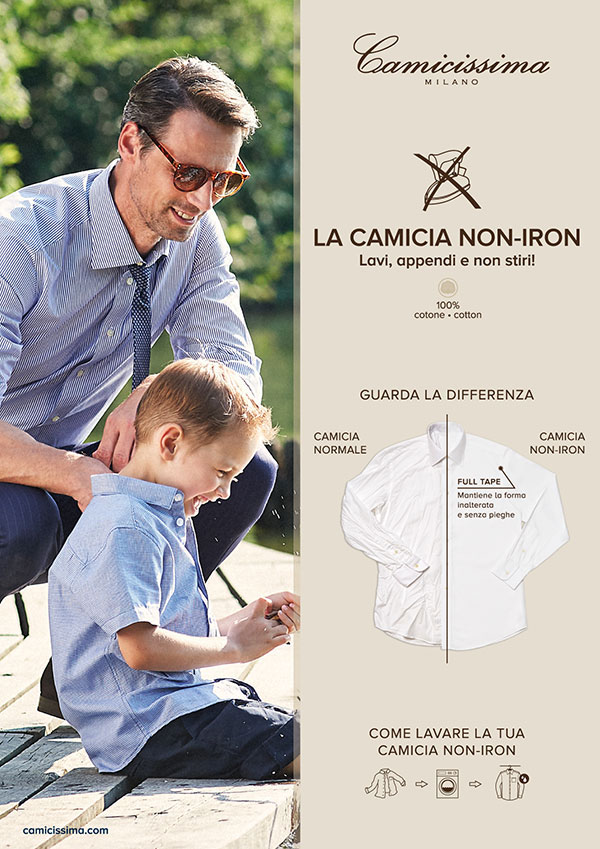 Camicissima
MILANO
LA CAMICIA NON-IRON
Lavi, appendi e non stiri!
100%
cotone • cotton
GUARDA LA DIFFERENZA
CAMICIA
NORMALE
CAMICIA
NON-IRON
FULL TAPE
Mantiene la forma
inalterata
e senza pieghe
COME LAVARE LA TUA
CAMICIA NON-IRON
camicissima.com